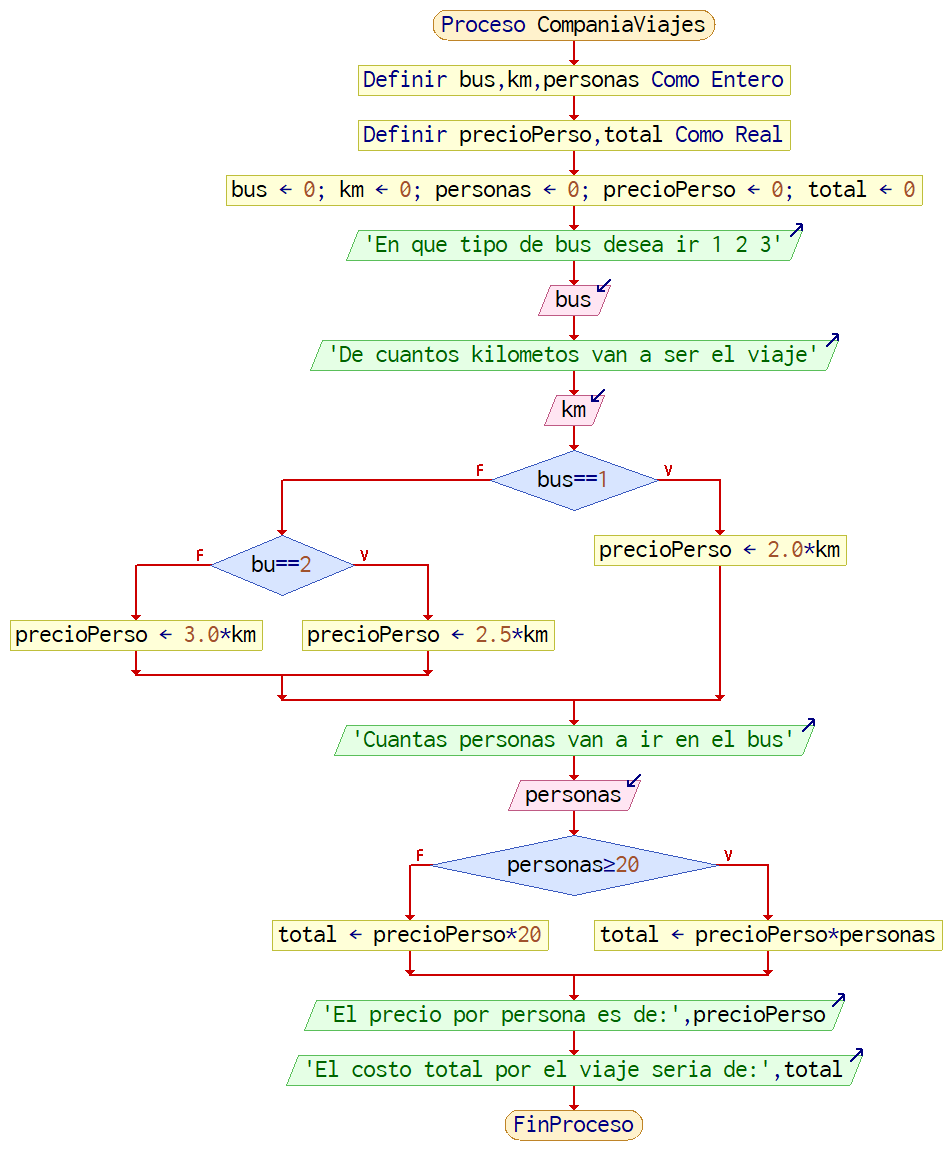 Proceso CompaniaViajes
Definir bus,km,personas Como Entero
Definir precioPerso,total Como Real
bus ← 0; km ← 0; personas ← 0; precioPerso ← 0; total ← 0
'En que tipo de bus desea ir 1 2 3'
bus
'De cuantos kilometos van a ser el viaje'
km
F
bus==1
V
precioPerso ← 2.0*km
F
bu==2
V
precioPerso ← 3.0*km
precioPerso ← 2.5*km
'Cuantas personas van a ir en el bus'
personas
F
personas≥20
V
total ← precioPerso*20
total ← precioPerso*personas
'El precio por persona es de:',precioPerso
'El costo total por el viaje seria de:',total
FinProceso